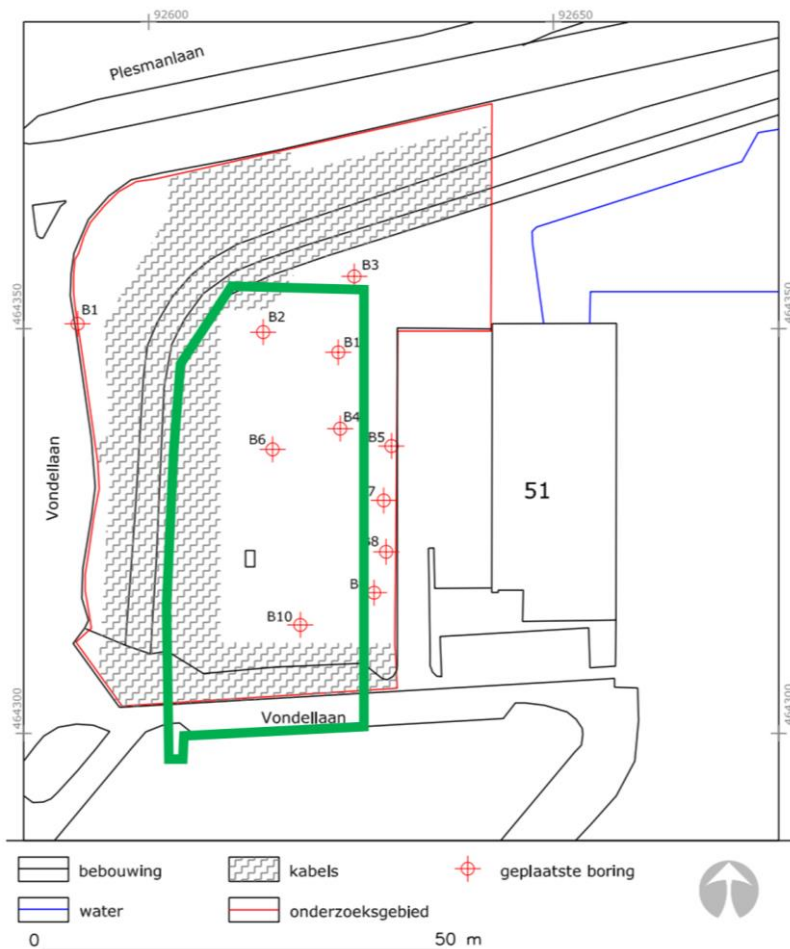 92600
92650
Plesmanlaan
B3
464350
464350
B1
B2
B1
B4
B5
B6
Vondellaan
51
7
8
B
B10
464300
464300
Vondellaan
bebouwing
kabels
geplaatste boring
water
onderzoeksgebied
0
50 m